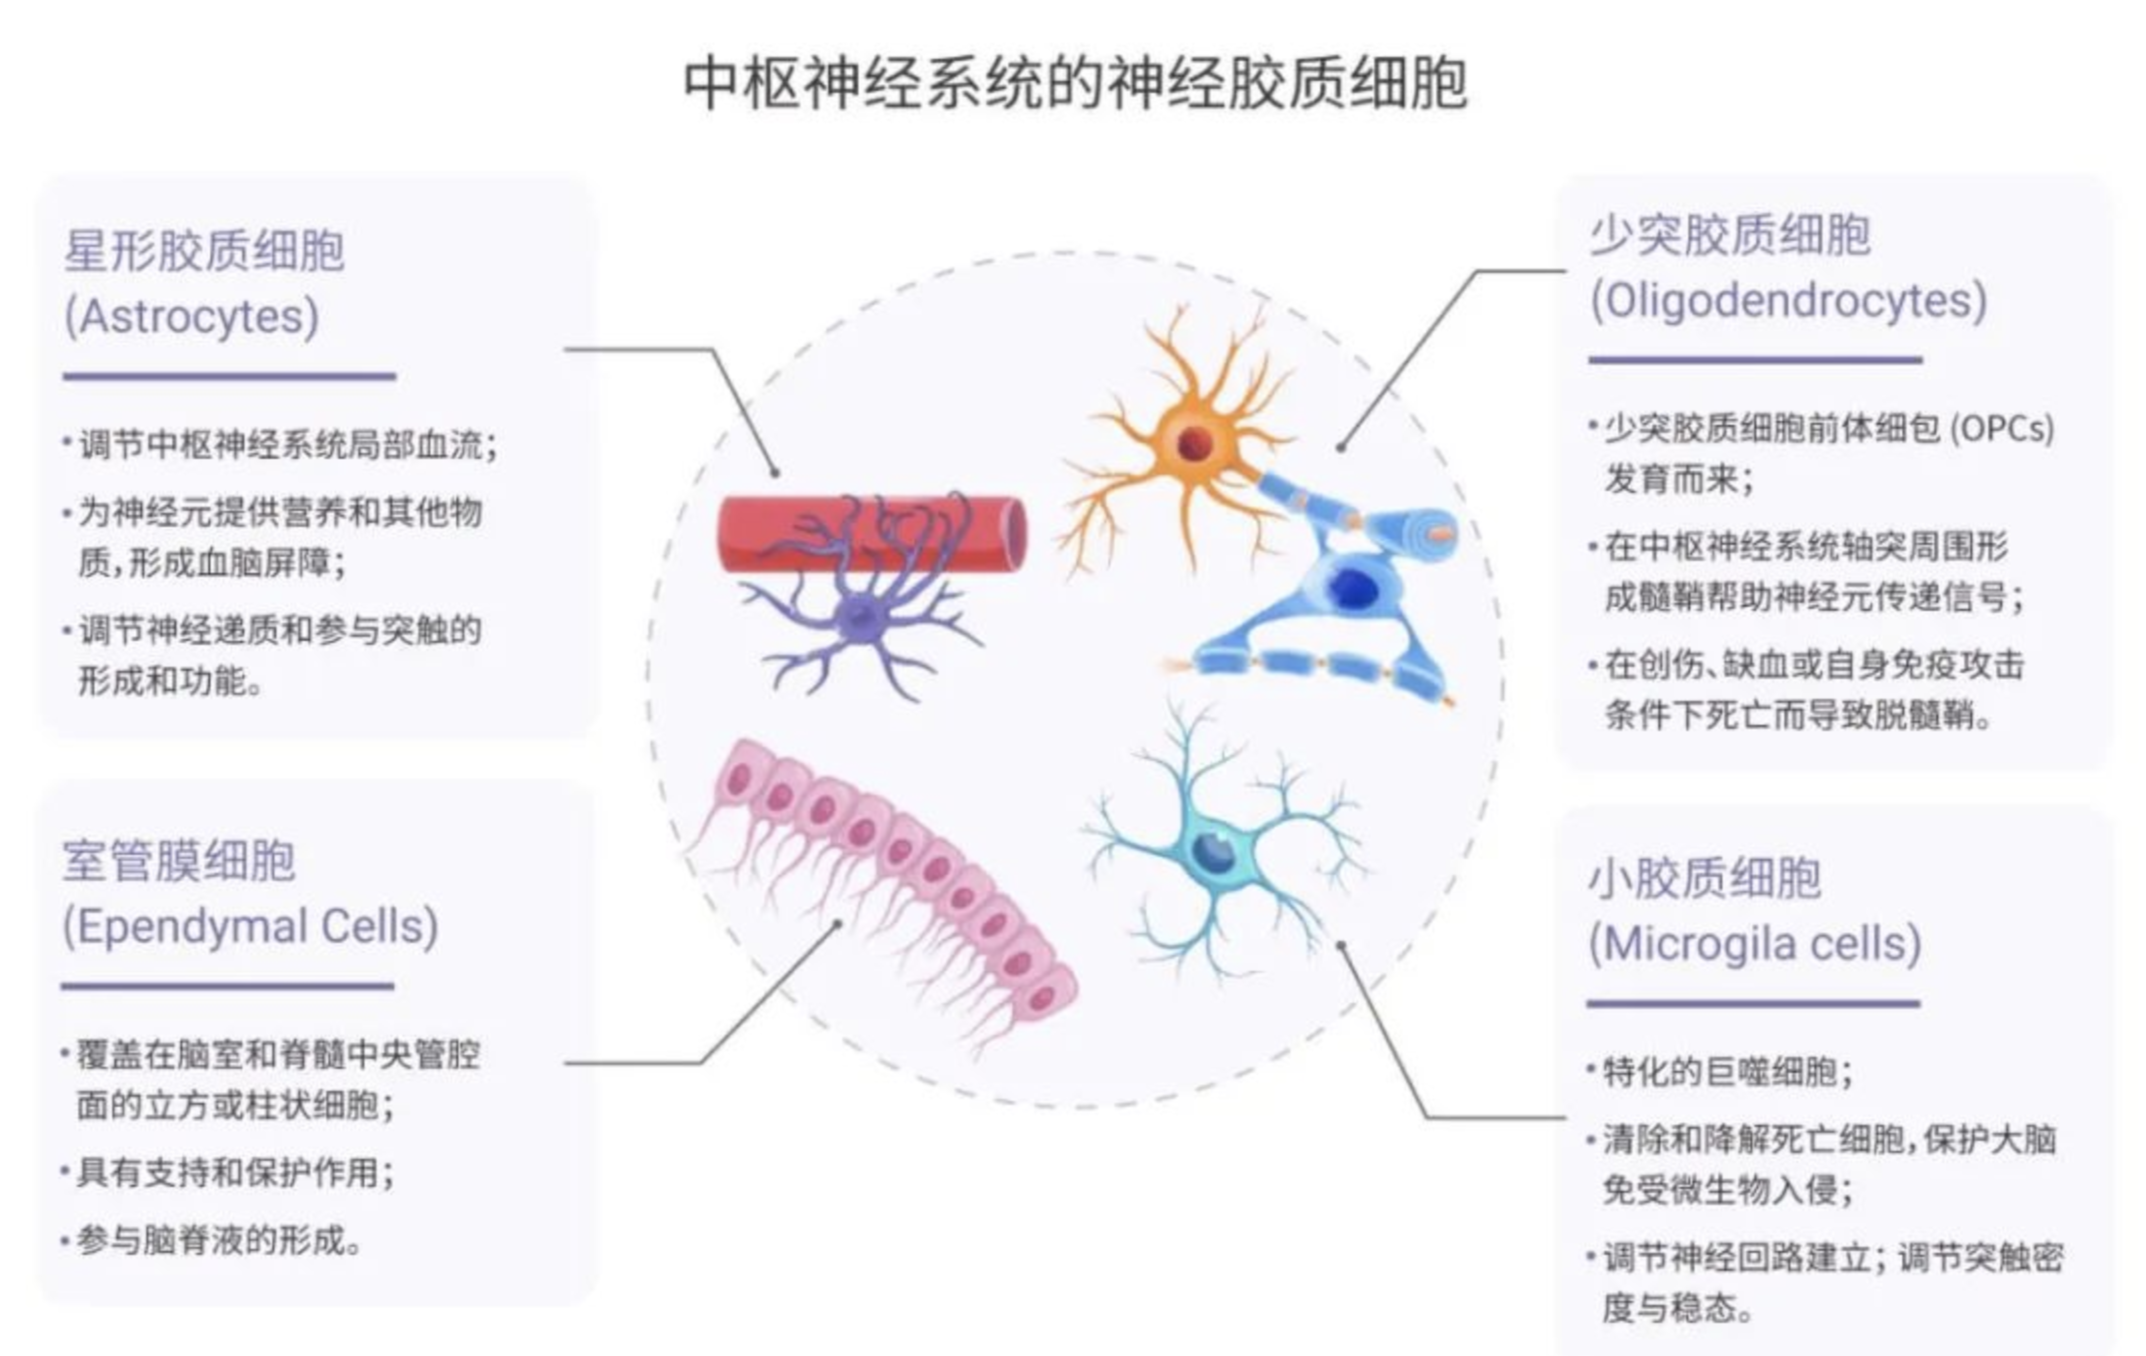 中枢神经系统的神经胶质细胞
星形胶质细胞
(Astrocytes)
•调节中枢神经系统局部血流；
•为神经元提供营养和其他物
质，形成血脑屏障；
•调节神经递质和参与突触的
形成和功能。
室管膜细胞
(Ependymal Cells)
•覆盖在脑室和脊髓中央管腔
面的立方或柱状细胞；
•具有支持和保护作用；
•参与脑脊液的形成。
少突胶质细胞
(Oligodendrocytes)
•少突胶质细胞前体细包 (OPCs)
发育而来；
•在中枢神经系统轴突周围形
成髓鞘帮助神经元传递信号；
•在创伤、缺血或自身免疫攻击
条件下死亡而导致脱髓鞘。
小胶质细胞
(Microgila cells)
•特化的巨噬细胞；
•清除和降解死亡细胞，保护大脑
免受微生物入侵；
•调节神经回路建立；调节突触密
度与稳态。